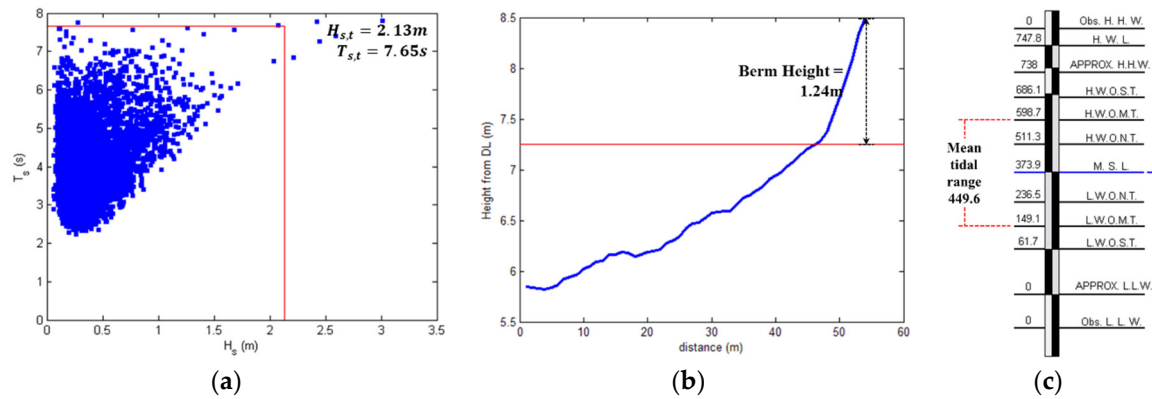 H_{s,t} = 2.13m
T_{s,t} = 7.65s
8
7
6
5
4
3
2
1
0
T_s (s)
0 0.5 1 1.5 2 2.5 3 3.5
H_s (m)
(a)
Berm Height =
1.24m
8.5
8
7.5
7
6.5
6
5.5
Height from DL (m)
0 10 20 30 40 50 60
distance (m)
(b)
0 Obs. H. H. W.
747.8 H. W. L.
738 APPROX. H.H.W.
686.1 H.W.O.S.T.
598.7 H.W.O.M.T.
511.3 H.W.O.N.T.
Mean
tidal
range
449.6
373.9 M. S. L.
236.5 L.W.O.N.T.
149.1 L.W.O.M.T.
61.7 L.W.O.S.T.
0 APPROX. L.L.W.
0 Obs. L. L. W.
(c)